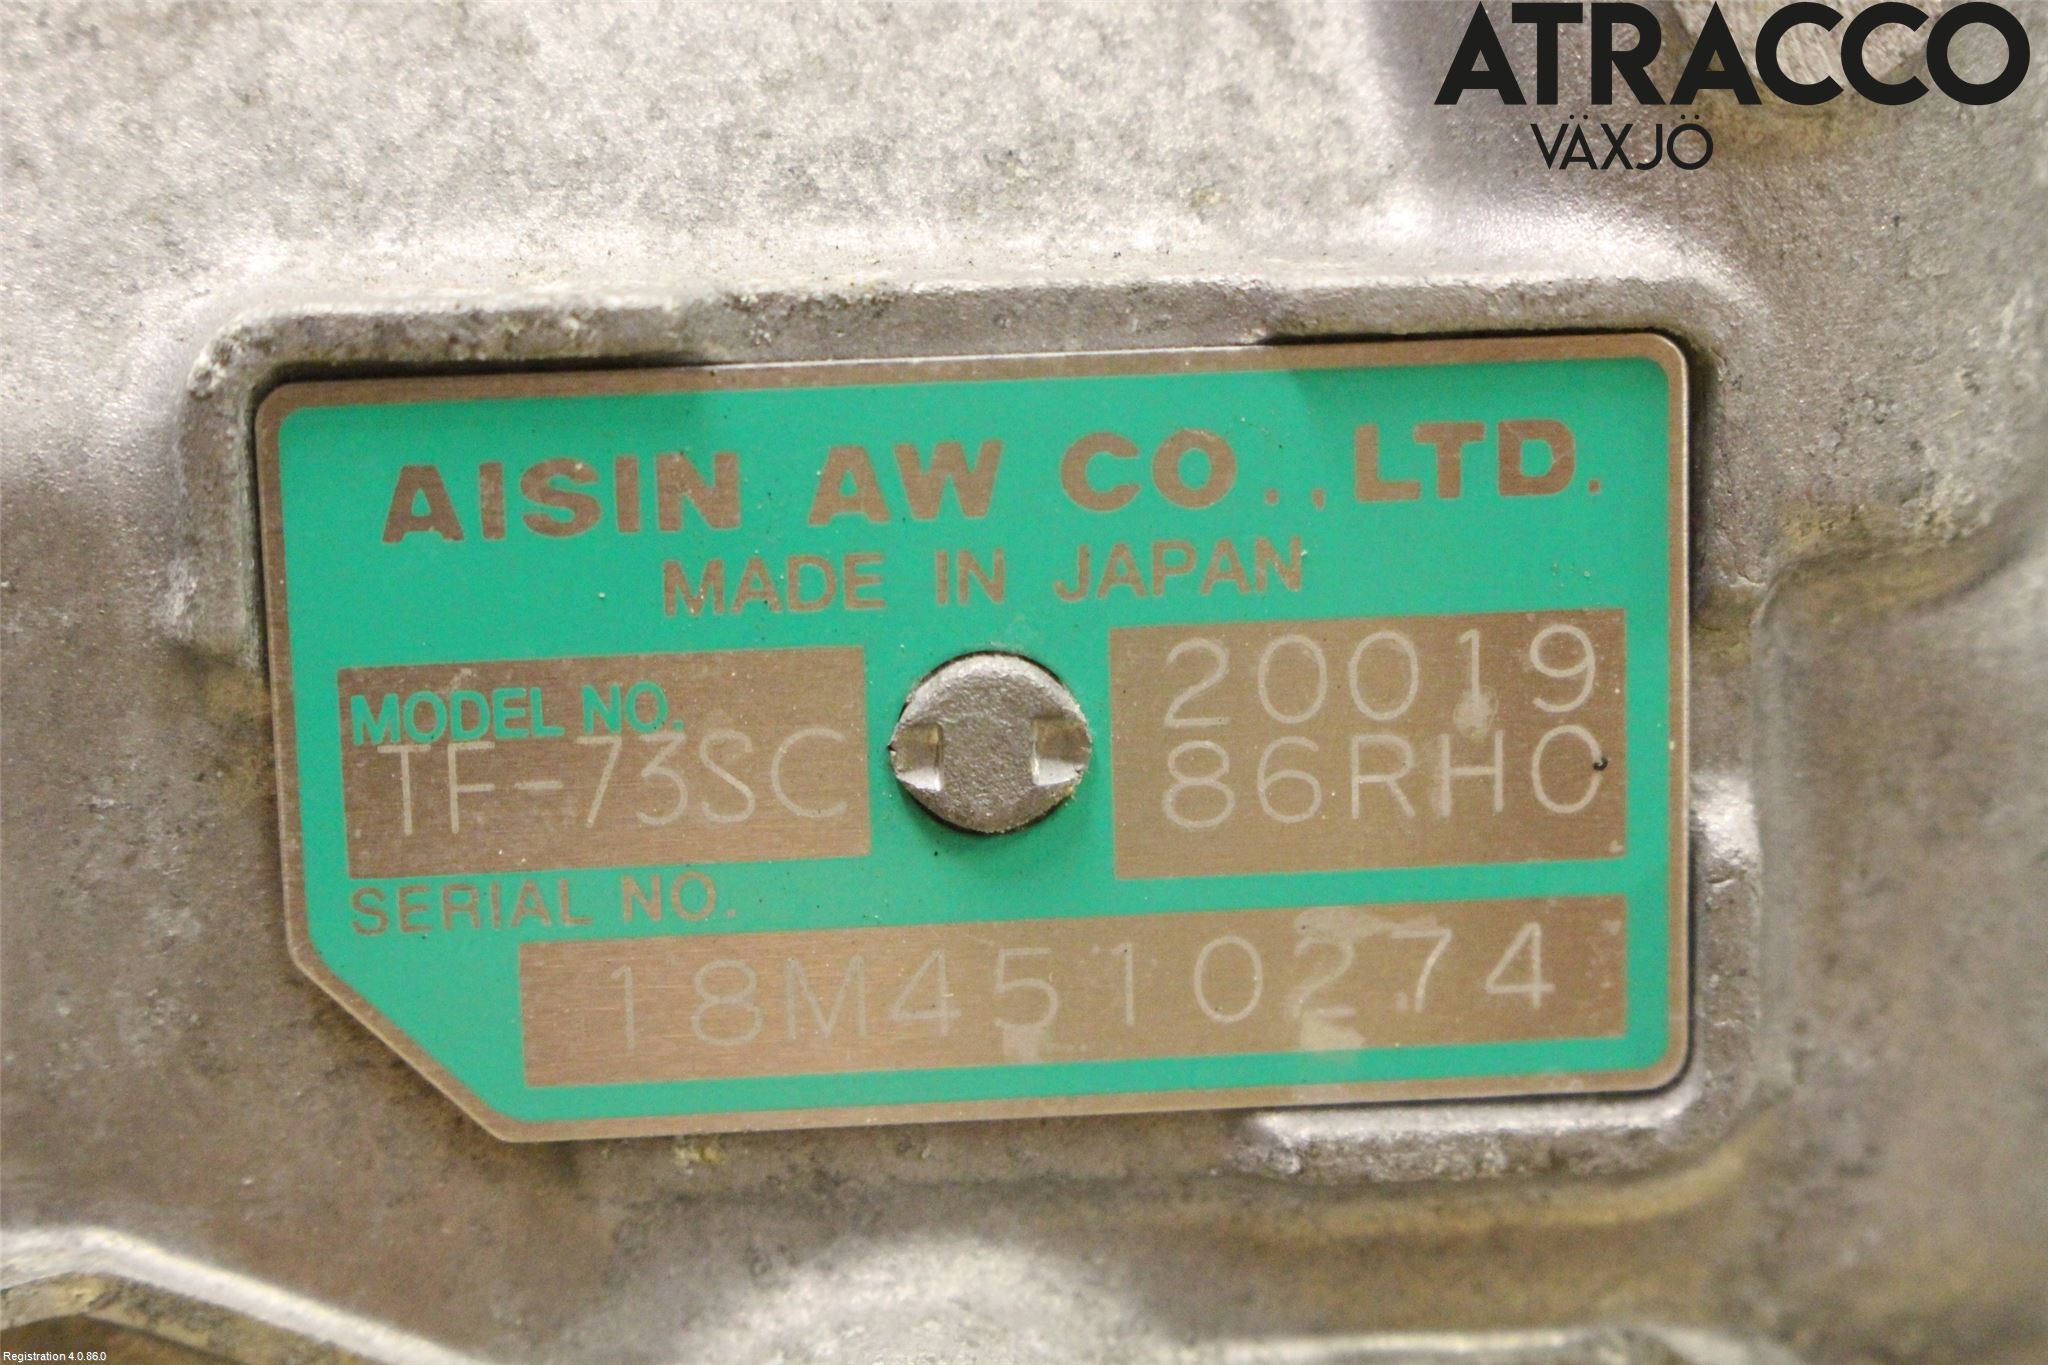 ATRACCO
VÄXJÖ
AISIN AW CO., LTD.
MADE IN JAPAN
MODEL NO.
TF-73SC
20019
86RH0
SERIAL NO.
18M4510274
Registration 4.0.86.0